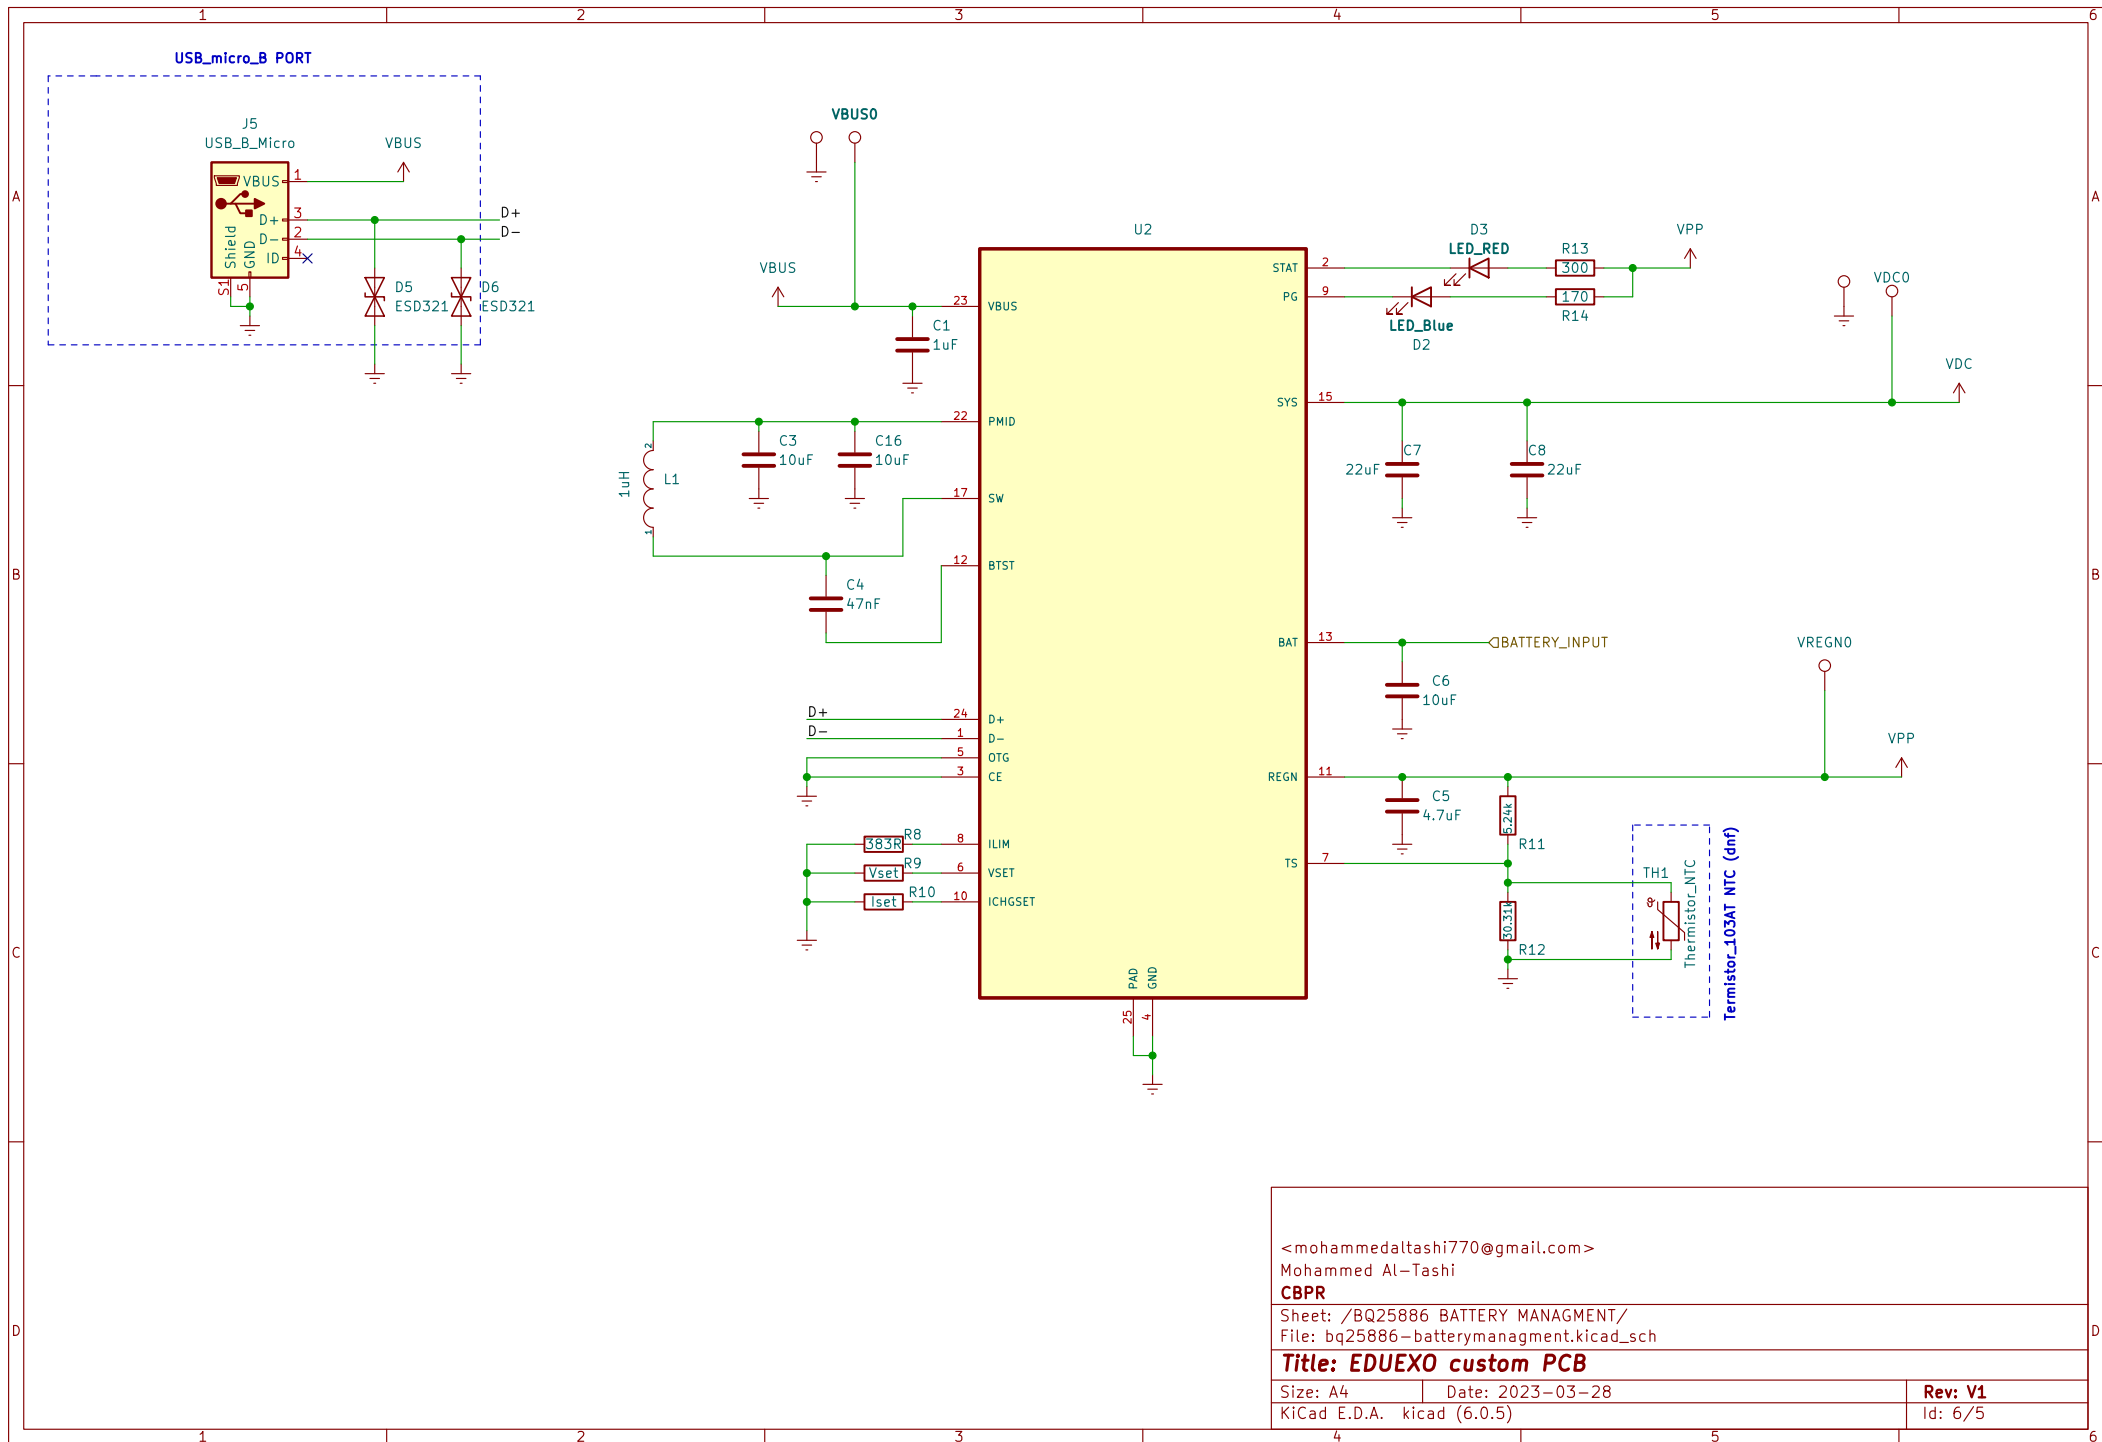 1 2 3 4 5 6
A
B
C
D
USB_micro_B PORT
J5
USB_B_Micro
VBUS
VBUS 1
D+ 3
D- 2
ID 4
Shield
GND
S1
5
D+
D-
D5
ESD321
D6
ESD321
VBUS0
VBUS
C1
1uF
C3
10uF
C16
10uF
1uH
L1
2
1
C4
47nF
D+
D-
R8
383R
R9
Vset
R10
Iset
U2
23 VBUS
22 PMID
17 SW
12 BTST
24 D+
1 D-
5 OTG
3 CE
8 ILIM
6 VSET
10 ICHGSET
STAT 2
PG 9
SYS 15
BAT 13
REGN 11
TS 7
PAD
GND
25
4
D3
LED_RED
R13
300
VPP
170
R14
LED_Blue
D2
VDC0
VDC
C7
22uF
C8
22uF
BATTERY_INPUT
C6
10uF
VREGN0
VPP
C5
4.7uF
5.24k
R11
30.31k
R12
TH1
Thermistor_NTC
Termistor_103AT NTC (dnf)
<mohammedaltashi770@gmail.com>
Mohammed Al-Tashi
CBPR
Sheet: /BQ25886 BATTERY MANAGMENT/
File: bq25886-batterymanagment.kicad_sch
Title: EDUEXO custom PCB
Size: A4 Date: 2023-03-28 Rev: V1
KiCad E.D.A. kicad (6.0.5) Id: 6/5
A
B
C
D
1 2 3 4 5 6